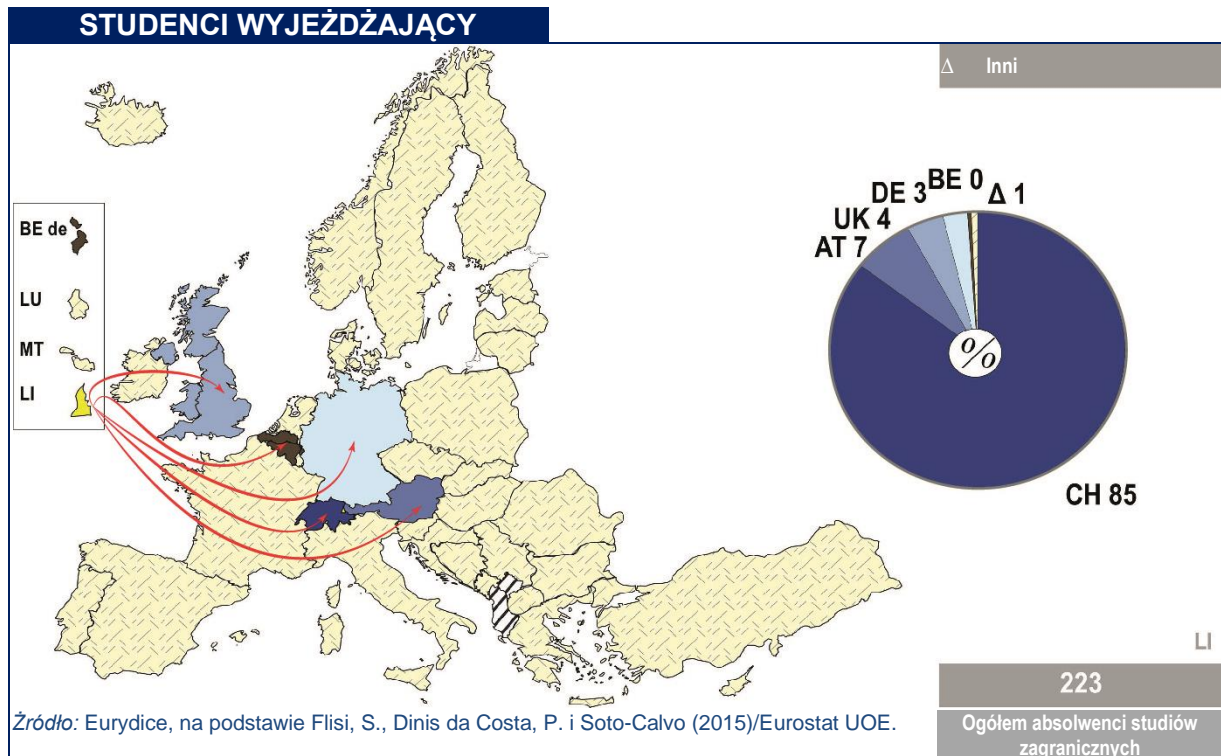 STUDENCI WYJEŻDŻAJĄCY
Δ Inni
BE de
LU
MT
LI
AT 7
UK 4
DE 3
BE 0
Δ 1
%
CH 85
LI
223
Ogółem absolwenci studiów
zagranicznych
Źródło: Eurydice, na podstawie Flisi, S., Dinis da Costa, P. i Soto-Calvo (2015)/Eurostat UOE.